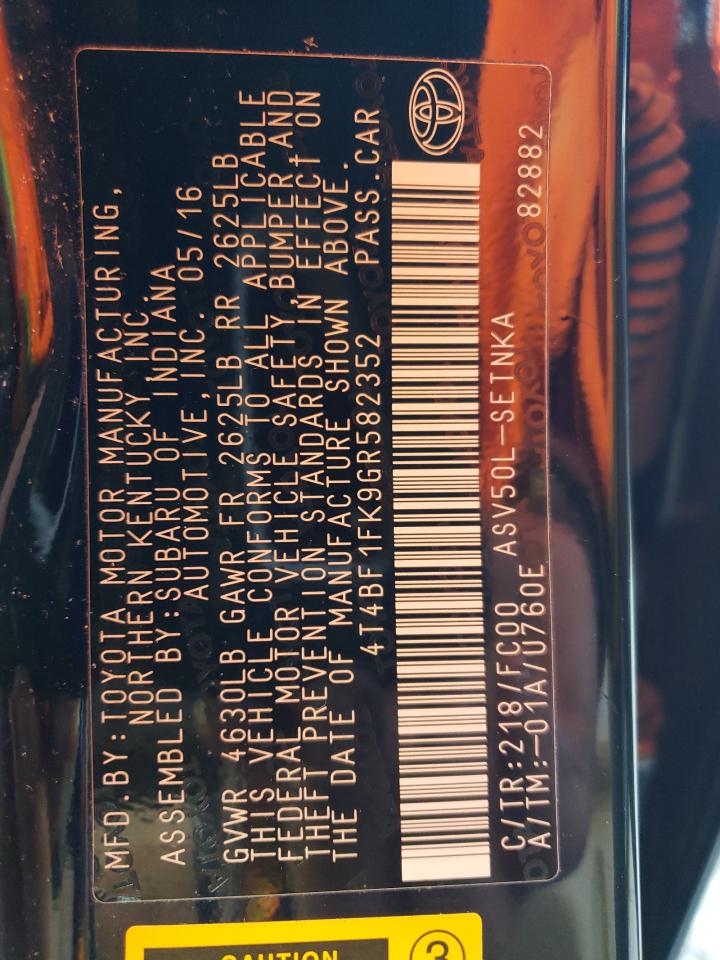 MFD.BY:TOYOTA MOTOR MANUFACTURING,
NORTHERN KENTUCKY,INC.
ASSEMBLED BY:SUBARU OF INDIANA
AUTOMOTIVE,INC. 05/16
GVWR 4630LB GAWR FR 2625LB RR 2625LB
THIS VEHICLE CONFORMS TO ALL APPLICABLE
FEDERAL MOTOR VEHICLE SAFETY,BUMPER,AND
THEFT PREVENTION STANDARDS IN EFFECT ON
THE DATE OF MANUFACTURE SHOWN ABOVE.
4T4BF1FK9GR582352 PASS.CAR
C/TR:218/FC00 ASV50L-SETNKA
A/TM:-01A/U760E 82882
CAUTION
3